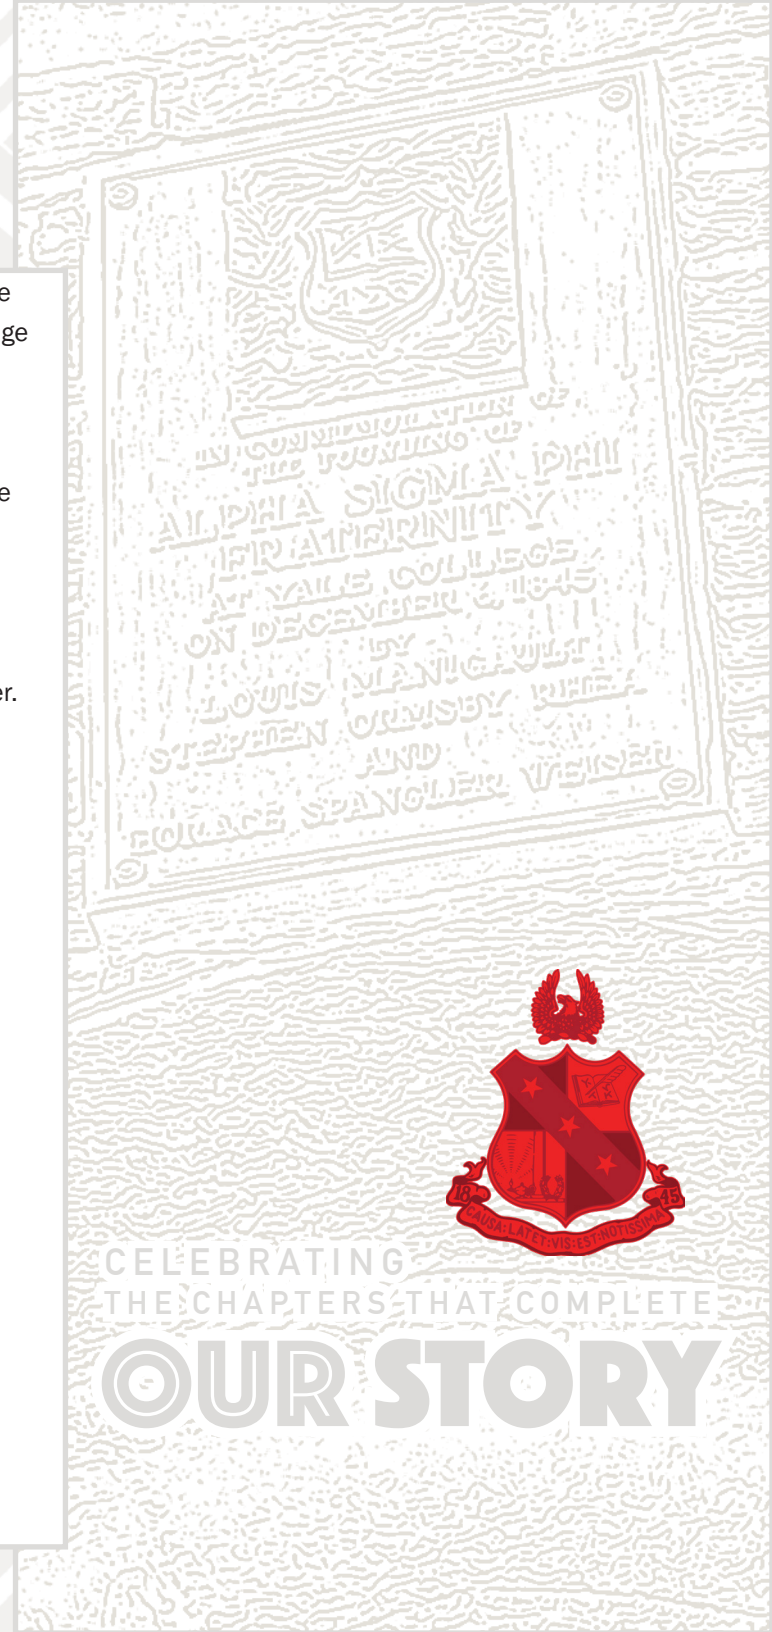 e
ge
e
er.
IN COMMEMORATION OF
THE FOUNDING OF
ALPHA SIGMA PHI
FRATERNITY
AT YALE COLLEGE
ON DECEMBER 6, 1845
BY
LOUIS MANIGAULT
STEPHEN ORMSBY RHEA
AND
HORACE SPANGLER WEISER
18 45
CAUSA:LATET:VIS:EST:NOTISSIMA
CELEBRATING
THE CHAPTERS THAT COMPLETE
OUR STORY